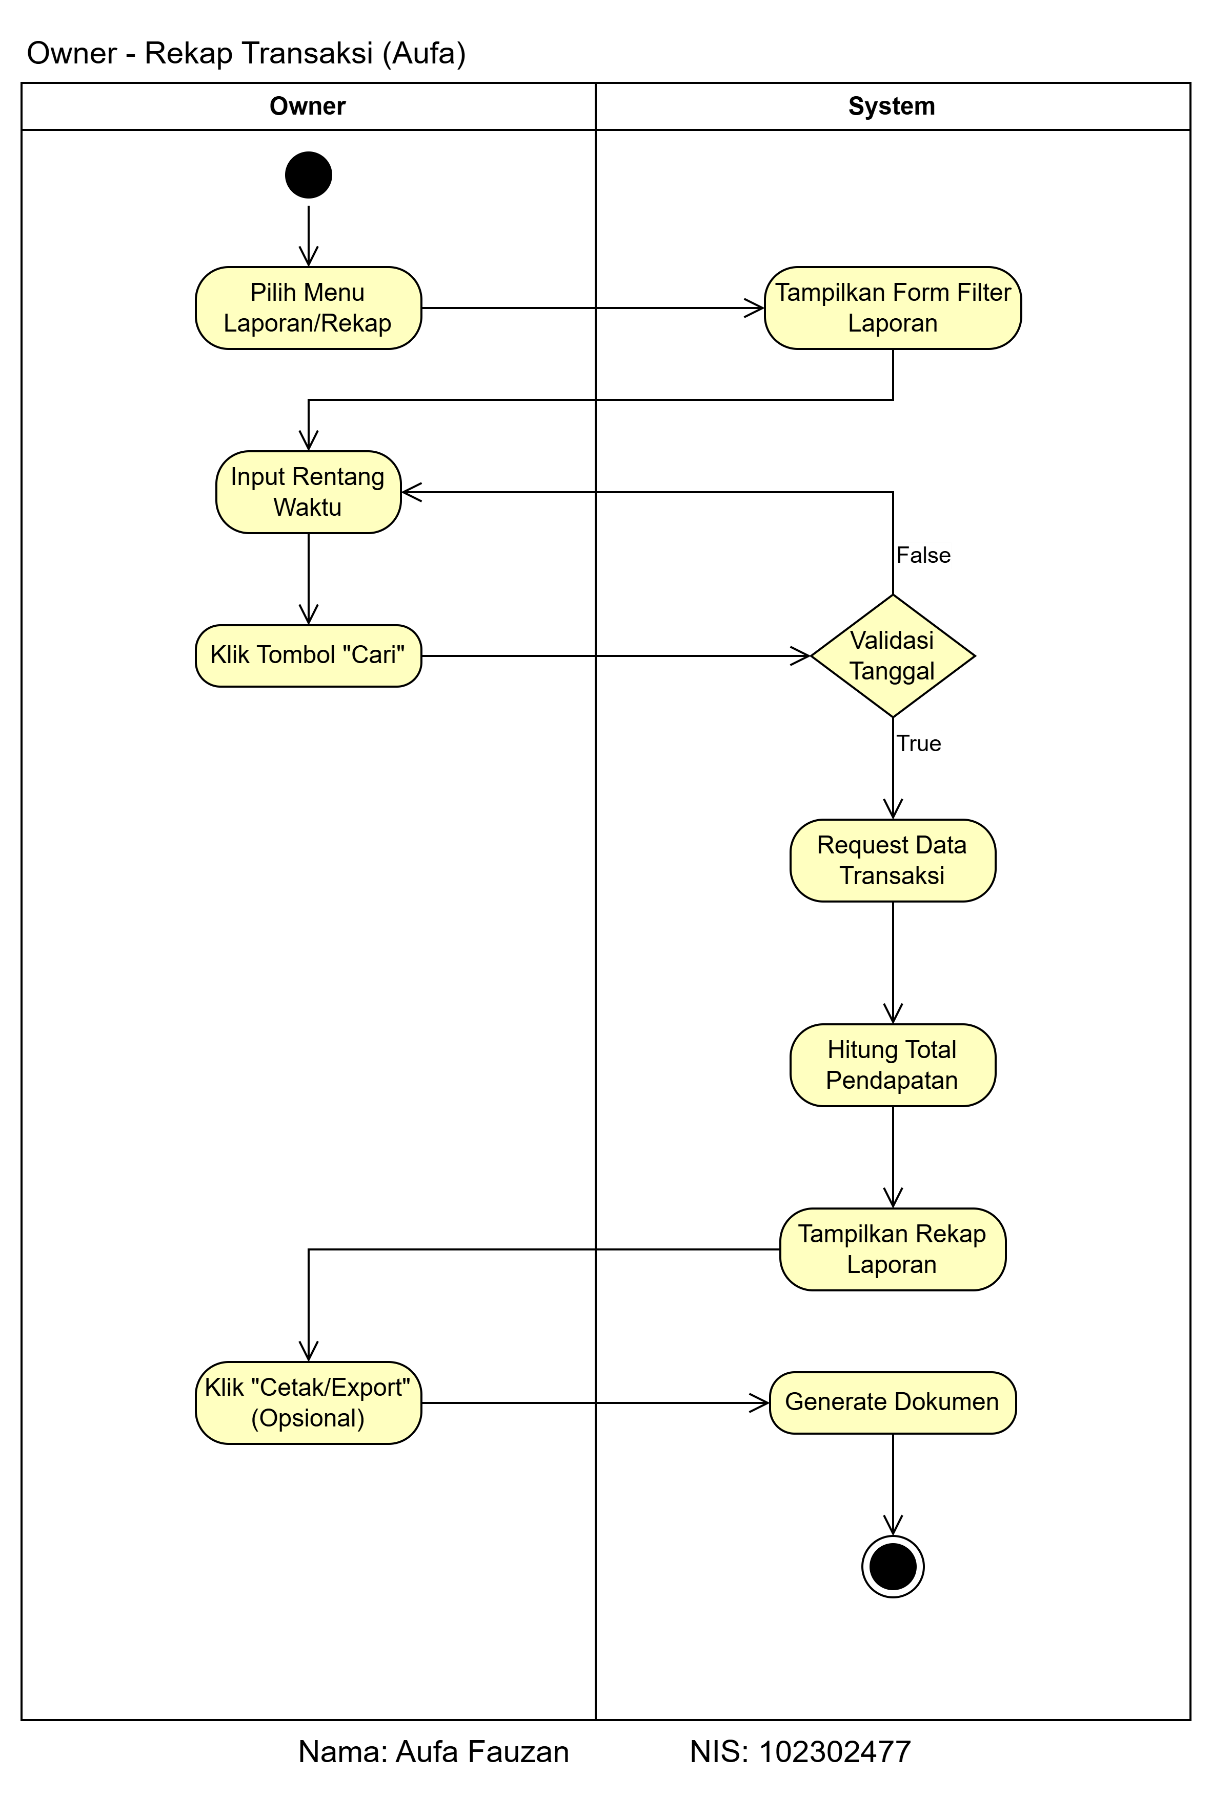 Owner - Rekap Transaksi (Aufa)
Owner
System
Pilih Menu
Laporan/Rekap
Tampilkan Form Filter
Laporan
Input Rentang
Waktu
False
Klik Tombol "Cari"
Validasi
Tanggal
True
Request Data
Transaksi
Hitung Total
Pendapatan
Tampilkan Rekap
Laporan
Klik "Cetak/Export"
(Opsional)
Generate Dokumen
Nama: Aufa Fauzan
NIS: 102302477